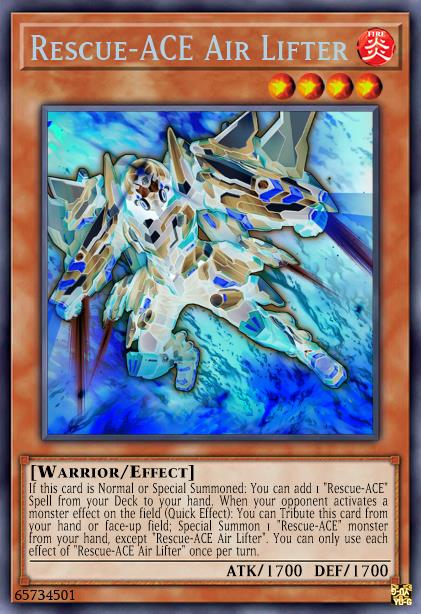 Rescue-ACE Air Lifter
FIRE
炎
[Warrior/Effect]
If this card is Normal or Special Summoned: You can add 1 "Rescue-ACE"
Spell from your Deck to your hand. When your opponent activates a
monster effect on the field (Quick Effect): You can Tribute this card from
your hand or face-up field; Special Summon 1 "Rescue-ACE" monster
from your hand, except "Rescue-ACE Air Lifter". You can only use each
effect of "Rescue-ACE Air Lifter" once per turn.
ATK/1700 DEF/1700
65734501